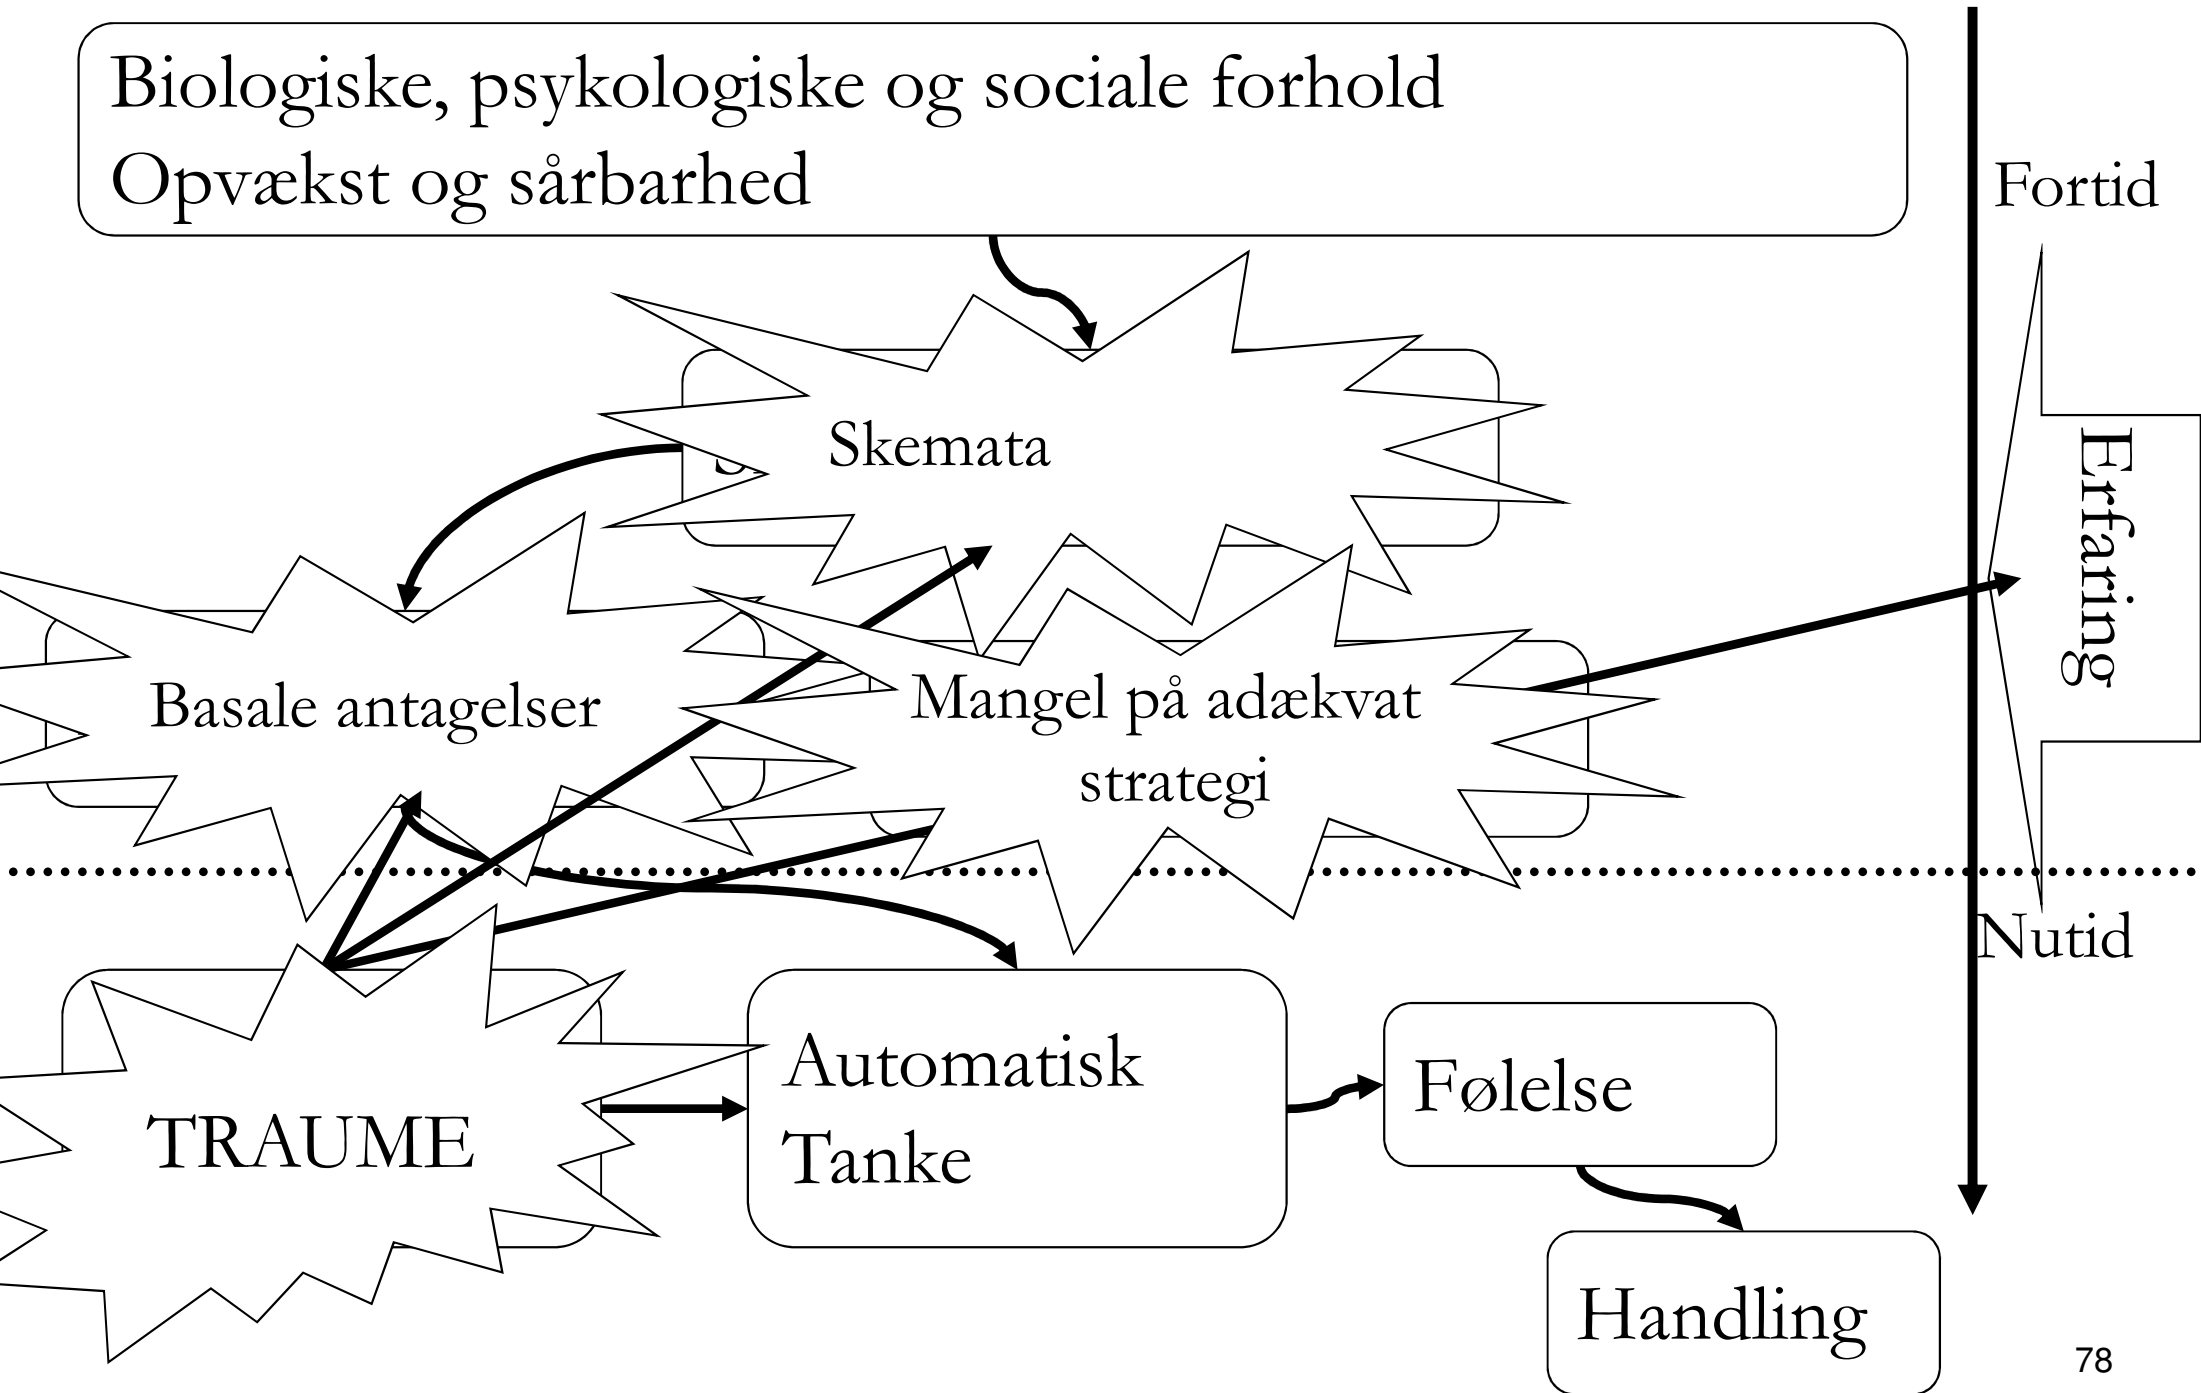 Biologiske, psykologiske og sociale forhold
Opvækst og sårbarhed
Fortid
Skemata
Erfaring
Basale antagelser
Mangel på adækvat
strategi
Nutid
TRAUME
Automatisk
Tanke
Følelse
Handling
78